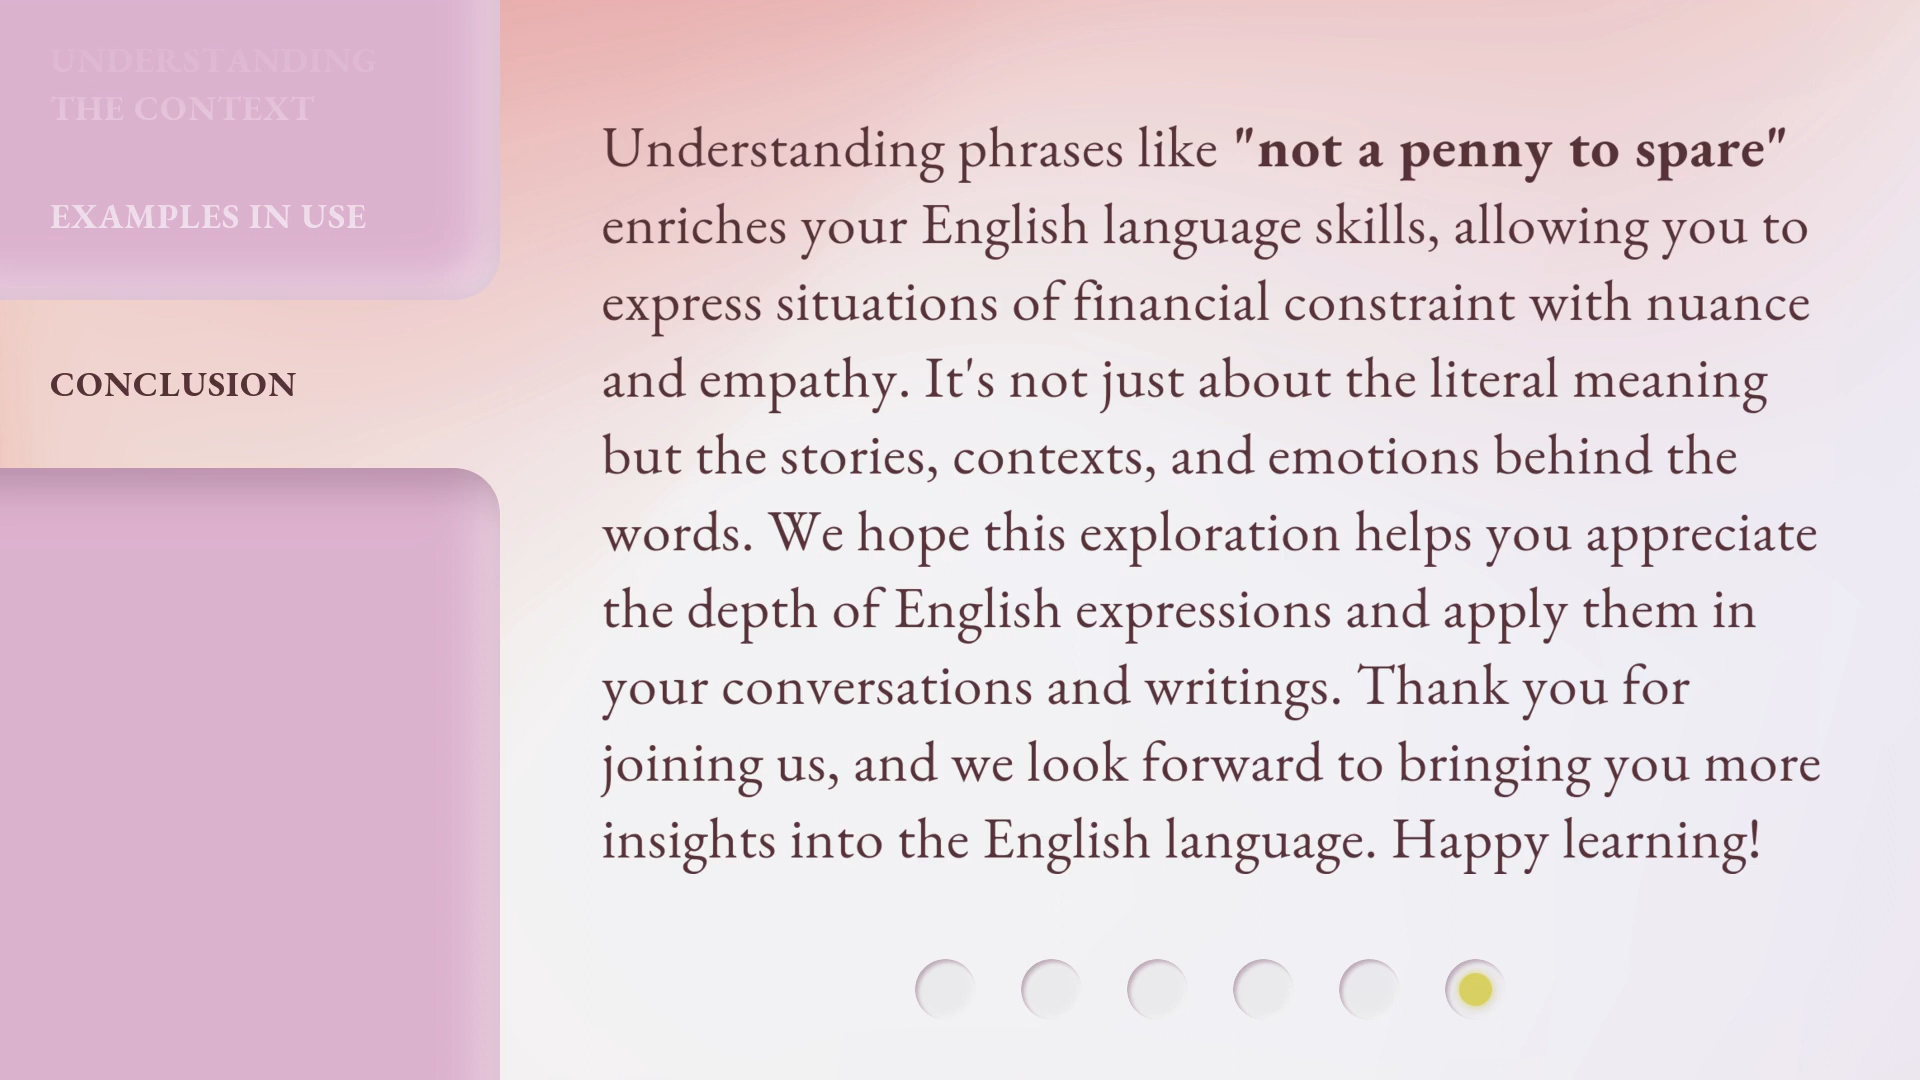 UNDERSTANDING
THE CONTEXT
EXAMPLES IN USE
CONCLUSION
Understanding phrases like "not a penny to spare"
enriches your English language skills, allowing you to
express situations of financial constraint with nuance
and empathy. It's not just about the literal meaning
but the stories, contexts, and emotions behind the
words. We hope this exploration helps you appreciate
the depth of English expressions and apply them in
your conversations and writings. Thank you for
joining us, and we look forward to bringing you more
insights into the English language. Happy learning!